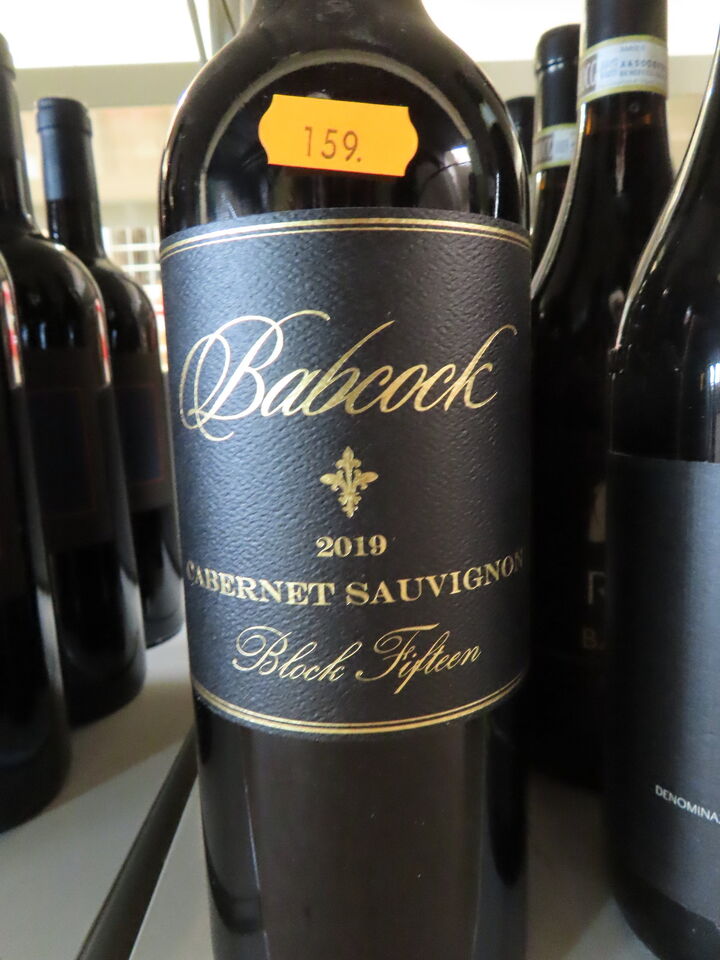 159.
Babcock
2019
CABERNET SAUVIGNON
Block Fifteen
DENOMINA